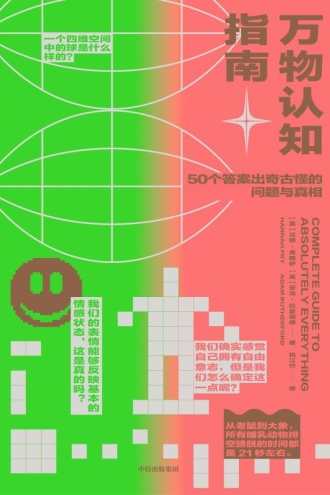 万物认知
指南
50个答案出奇古怪的
问题与真相
COMPLETE GUIDE TO
ABSOLUTELY EVERYTHING
HANNAH FRY
ADAM RUTHERFORD
一个四维空间
中的球是什么
样的？
我们的表情能够反映基本的
情感状态，这是真的吗？
我们确实感觉
自己拥有自由
意志，但是我
们怎么确定这
一点呢？
从老鼠到大象，
所有哺乳动物排
空膀胱的时间都
是 21 秒左右。
中信出版集团